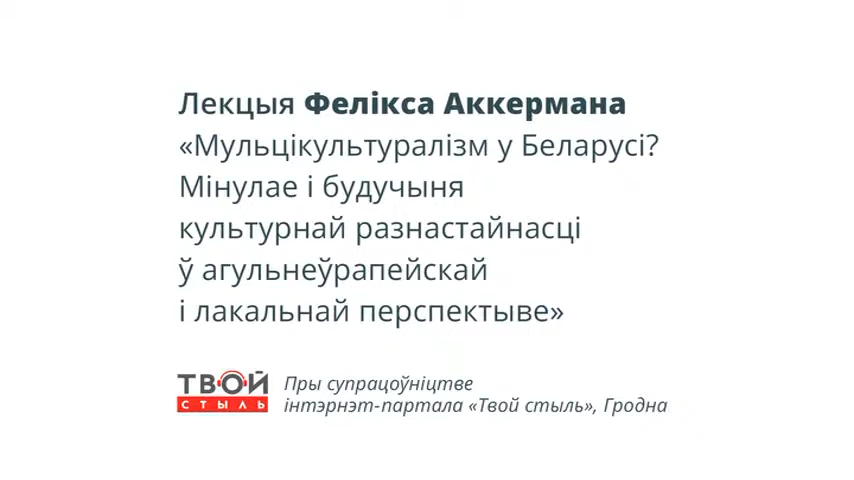 Лекцыя Фелікса Аккермана
«Мульцікультуралізм у Беларусі?
Мінулае і будучыня
культурнай разнастайнасці
ў агульнеўрапейскай
і лакальнай перспектыве»
ТВОЙ
СТЫЛЬ
Пры супрацоўніцтве
інтэрнэт-партала «Твой стыль», Гродна